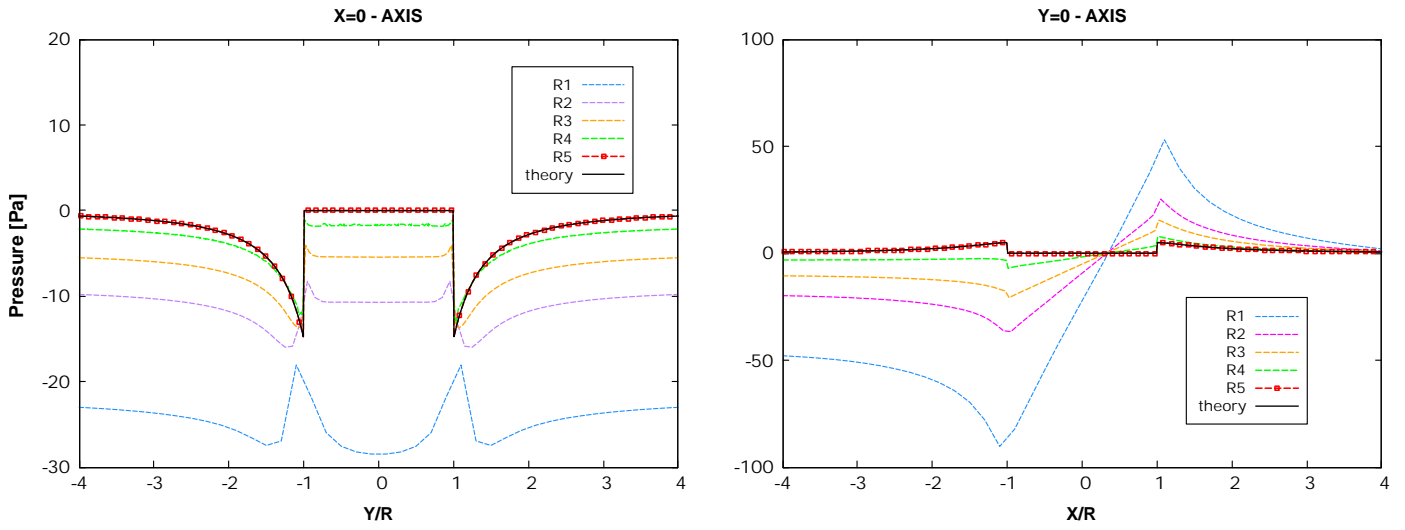 X=0 - AXIS
20
10
0
-10
-20
-30
Pressure [Pa]
R1
R2
R3
R4
R5
theory
-4 -3 -2 -1 0 1 2 3 4
Y/R
Y=0 - AXIS
100
50
0
-50
-100
R1
R2
R3
R4
R5
theory
-4 -3 -2 -1 0 1 2 3 4
X/R